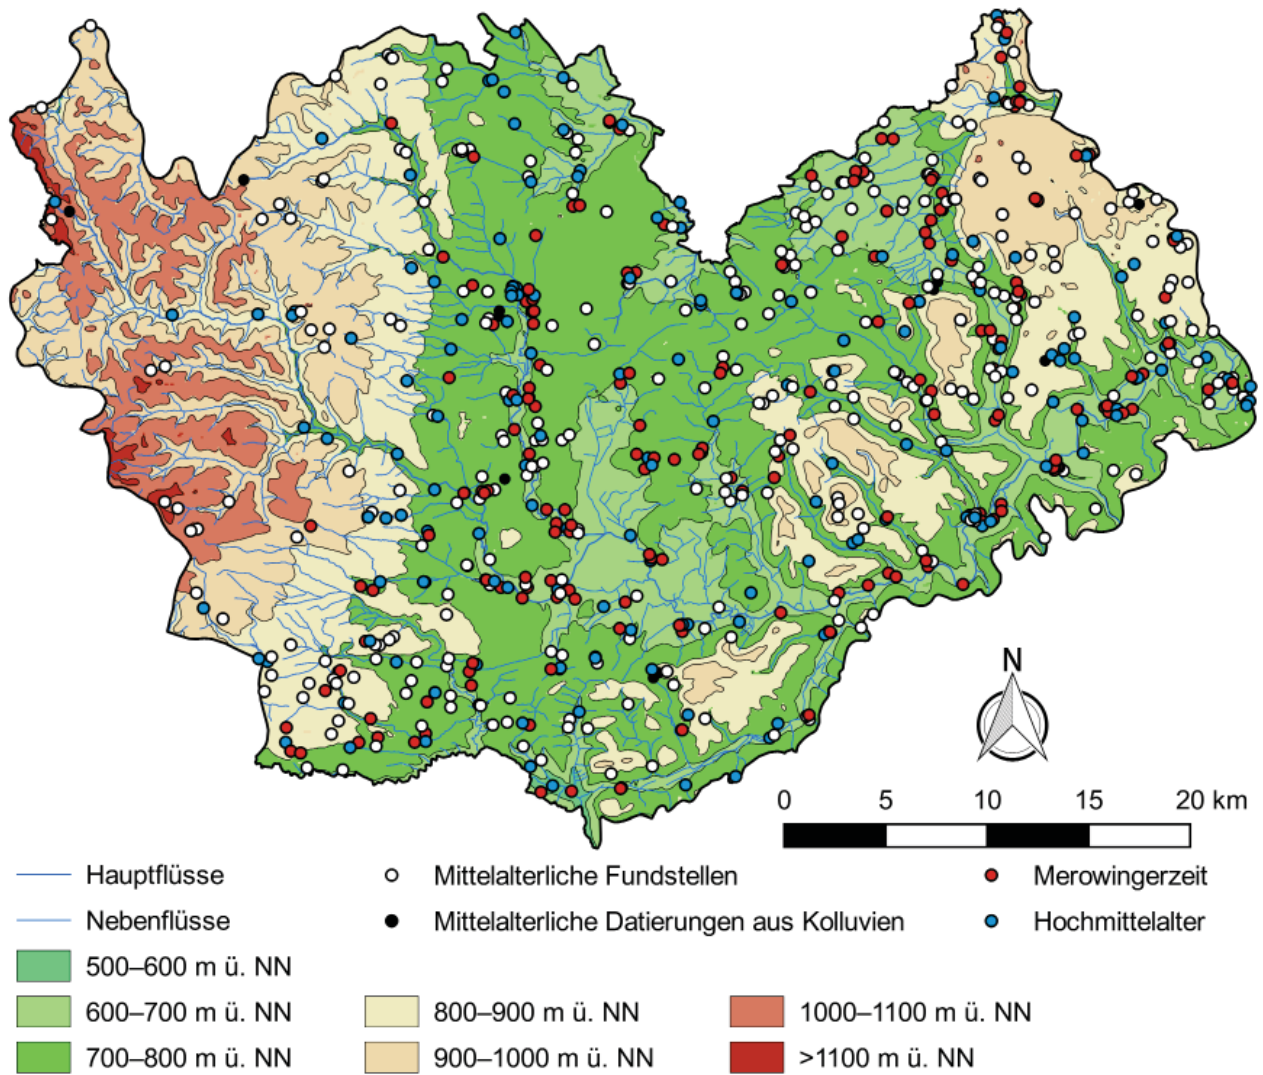 N
0 5 10 15 20 km
Hauptflüsse
Mittelalterliche Fundstellen
Merowingerzeit
Nebenflüsse
Mittelalterliche Datierungen aus Kolluvien
Hochmittelalter
500–600 m ü. NN
600–700 m ü. NN
800–900 m ü. NN
1000–1100 m ü. NN
700–800 m ü. NN
900–1000 m ü. NN
>1100 m ü. NN